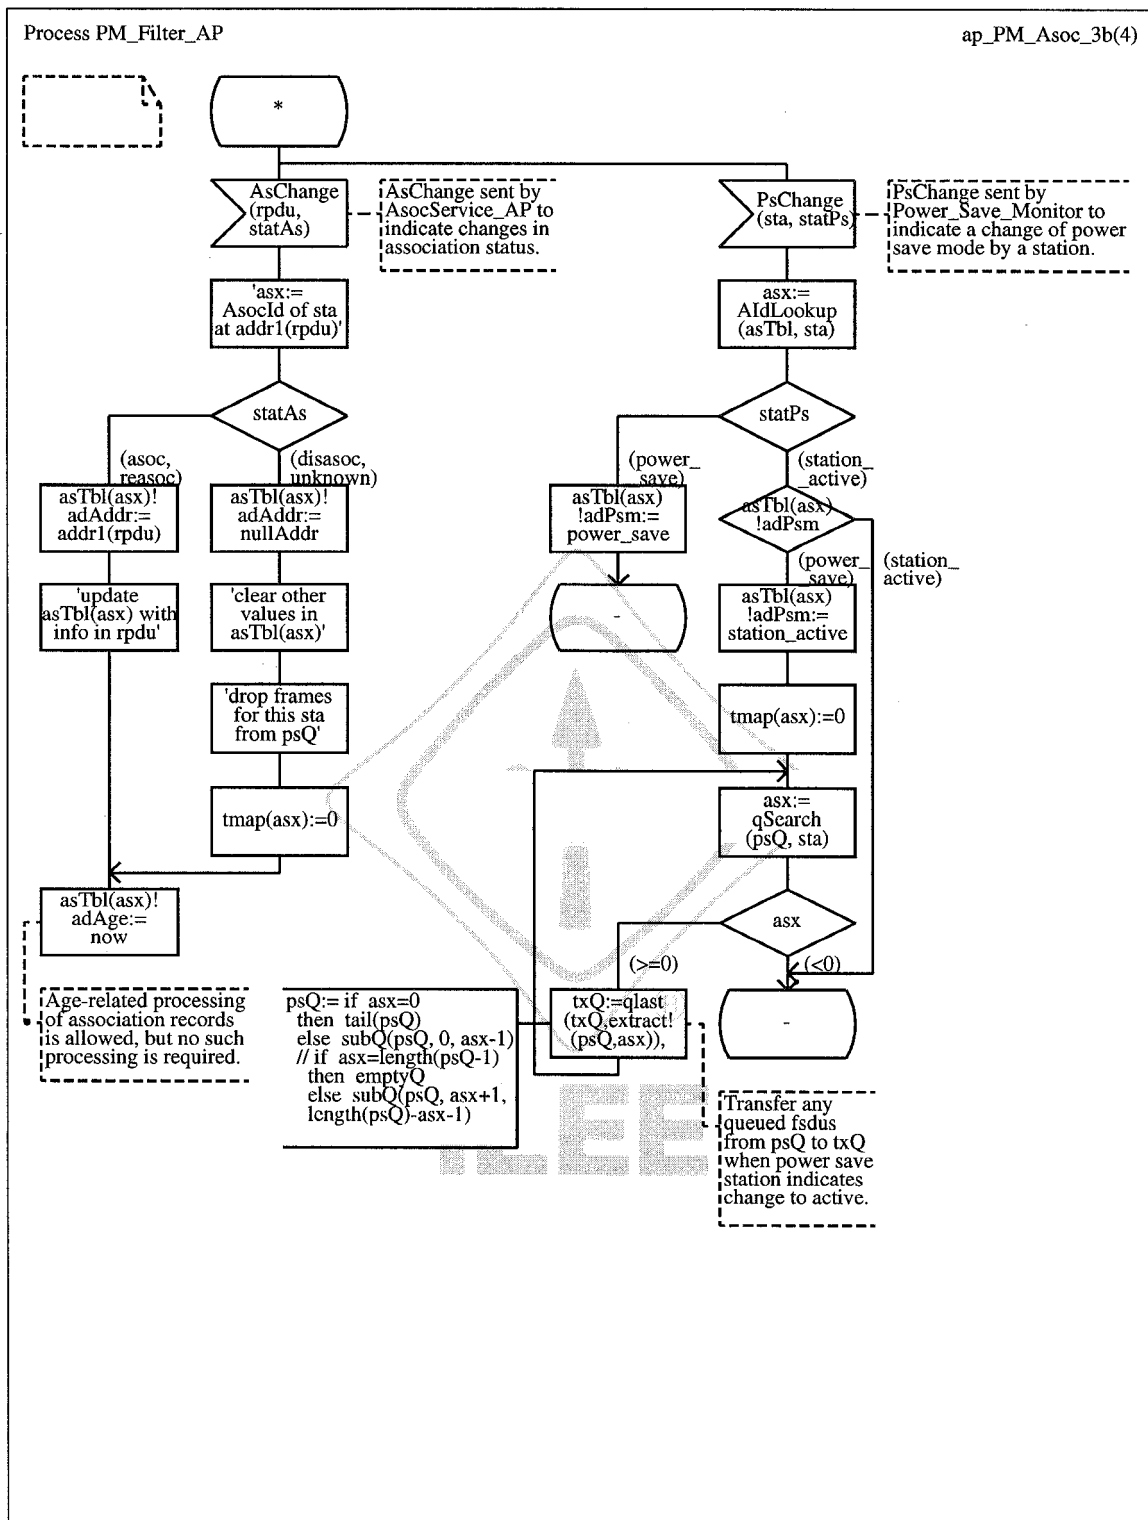 Process PM_Filter_AP
ap_PM_Asoc_3b(4)
*
AsChange
(rpdu,
statAs)
AsChange sent by
AsocService_AP to
indicate changes in
association status.
PsChange
(sta, statPs)
PsChange sent by
Power_Save_Monitor to
indicate a change of power
save mode by a station.
'asx:=
AsocId of sta
at addr1(rpdu)'
asx:=
AIdLookup
(asTbl, sta)
statAs
statPs
(asoc,
reasoc)
(disasoc,
unknown)
(power_
save)
(station_
_active)
asTbl(asx)!
adAddr:=
addr1(rpdu)
asTbl(asx)!
adAddr:=
nullAddr
asTbl(asx)
!adPsm:=
power_save
asTbl(asx)
!adPsm
(power_
save)
(station_
active)
'update
asTbl(asx) with
info in rpdu'
'clear other
values in
asTbl(asx)'
-
asTbl(asx)
!adPsm:=
station_active
'drop frames
for this sta
from psQ'
tmap(asx):=0
tmap(asx):=0
asx:=
qSearch
(psQ, sta)
asTbl(asx)!
adAge:=
now
asx
(>=0)
(<0)
Age-related processing
of association records
is allowed, but no such
processing is required.
psQ:= if asx=0
then tail(psQ)
else subQ(psQ, 0, asx-1)
// if asx=length(psQ-1)
then emptyQ
else subQ(psQ, asx+1,
length(psQ)-asx-1)
txQ:=qlast
(txQ,extract!
(psQ,asx)),
-
Transfer any
queued fsdus
from psQ to txQ
when power save
station indicates
change to active.
IEEE